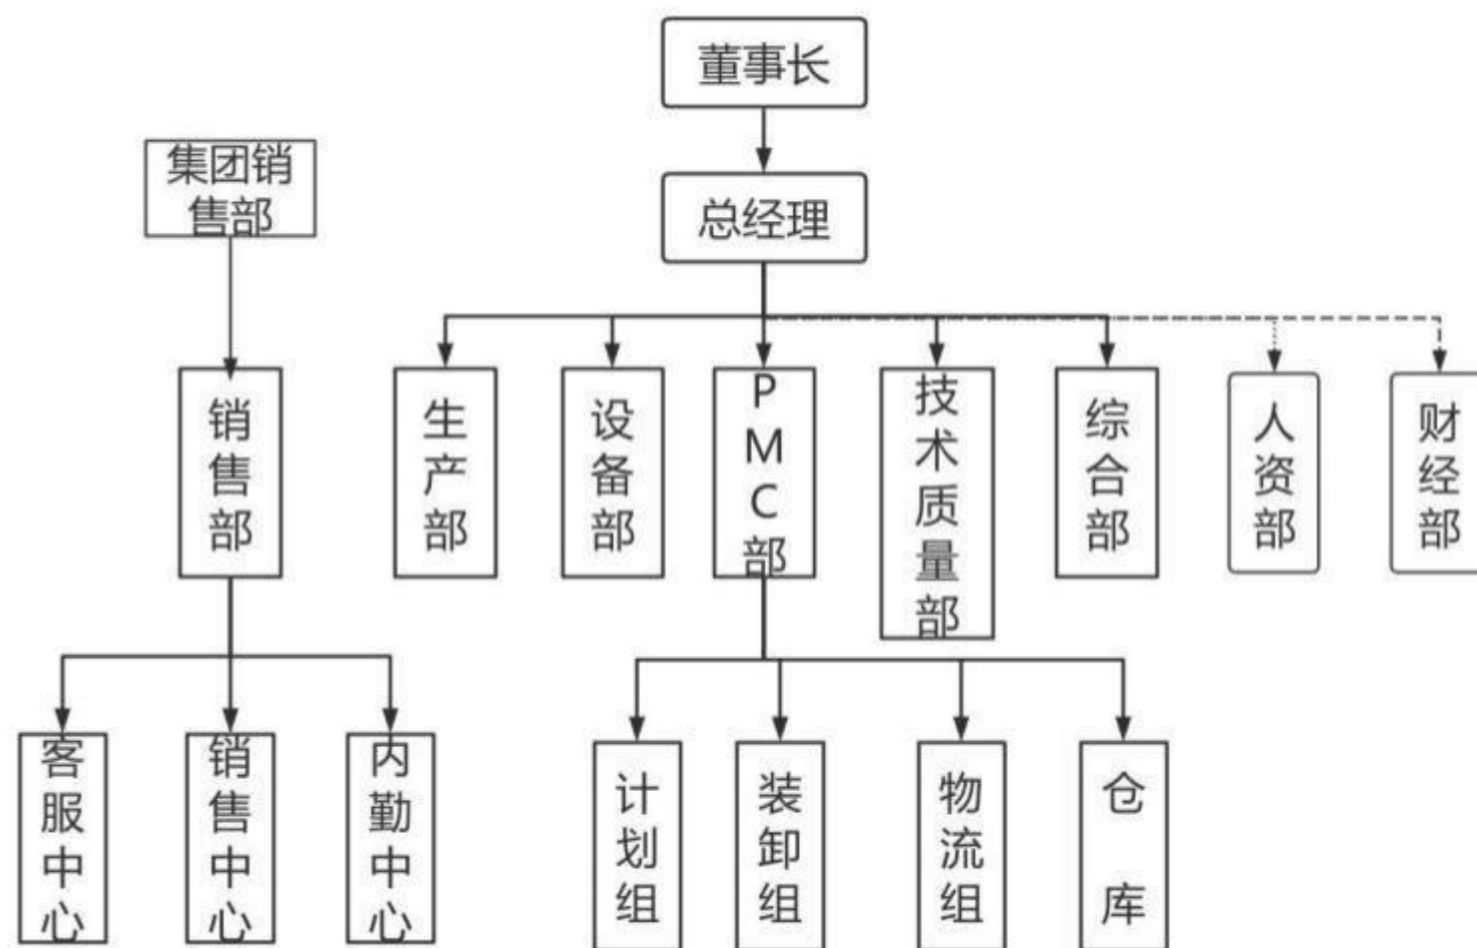 董事长
集团销
售部
总经理
销售部
生产部
设备部
PMC部
技术质量部
综合部
人资部
财经部
客服中心
销售中心
内勤中心
计划组
装卸组
物流组
仓库